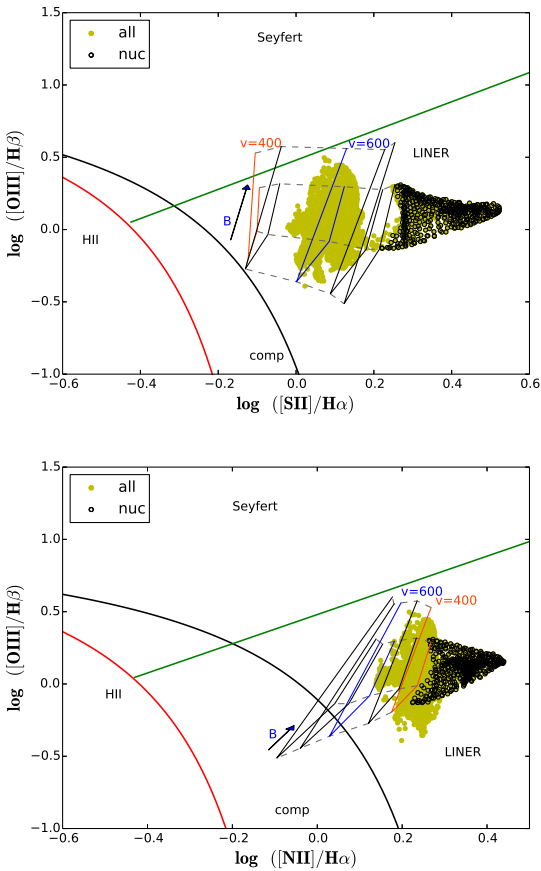 1.5
1.0
0.5
0.0
−0.5
−1.0
log ([OIII]/Hβ)
all
nuc
Seyfert
v=400
v=600
LINER
B
HII
comp
−0.6
−0.4
−0.2
0.0
0.2
0.4
0.6
log ([SII]/Hα)
1.5
1.0
0.5
0.0
−0.5
−1.0
log ([OIII]/Hβ)
all
nuc
Seyfert
v=600
v=400
HII
B
LINER
comp
−0.6
−0.4
−0.2
0.0
0.2
0.4
log ([NII]/Hα)